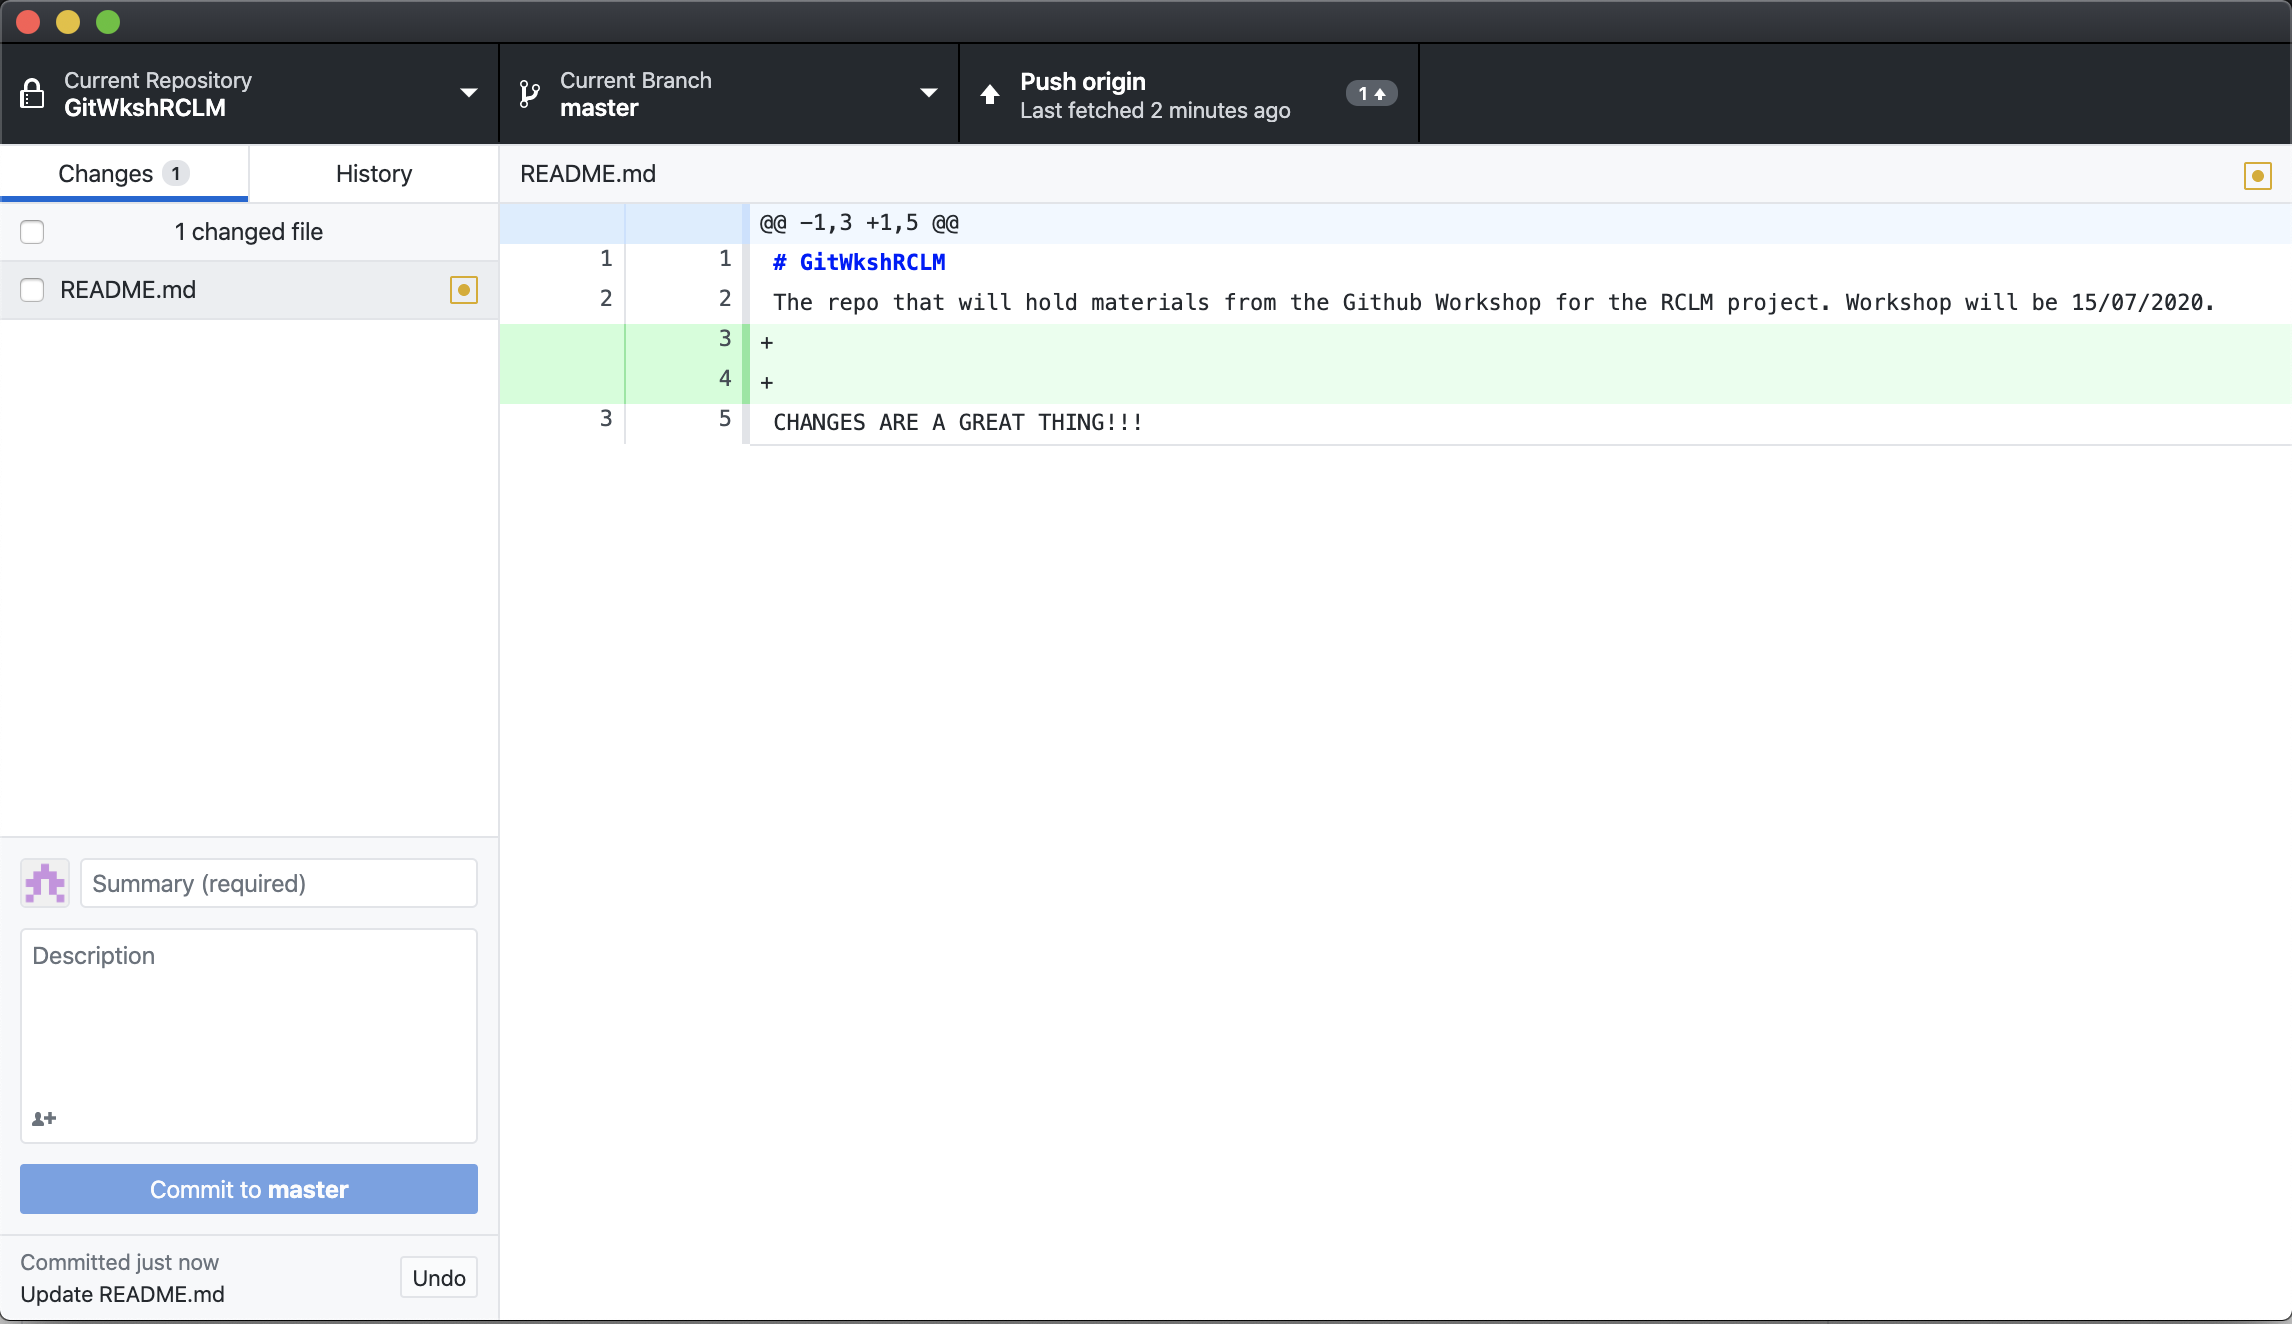 Current Repository
GitWkshRCLM
Current Branch
master
Push origin
Last fetched 2 minutes ago
1
Changes 1
History
README.md
1 changed file
README.md
@@ -1,3 +1,5 @@
1 1 # GitWkshRCLM
2 2 The repo that will hold materials from the Github Workshop for the RCLM project. Workshop will be 15/07/2020.
3 +
4 +
3 5 CHANGES ARE A GREAT THING!!!
Summary (required)
Description
Commit to master
Committed just now
Update README.md
Undo